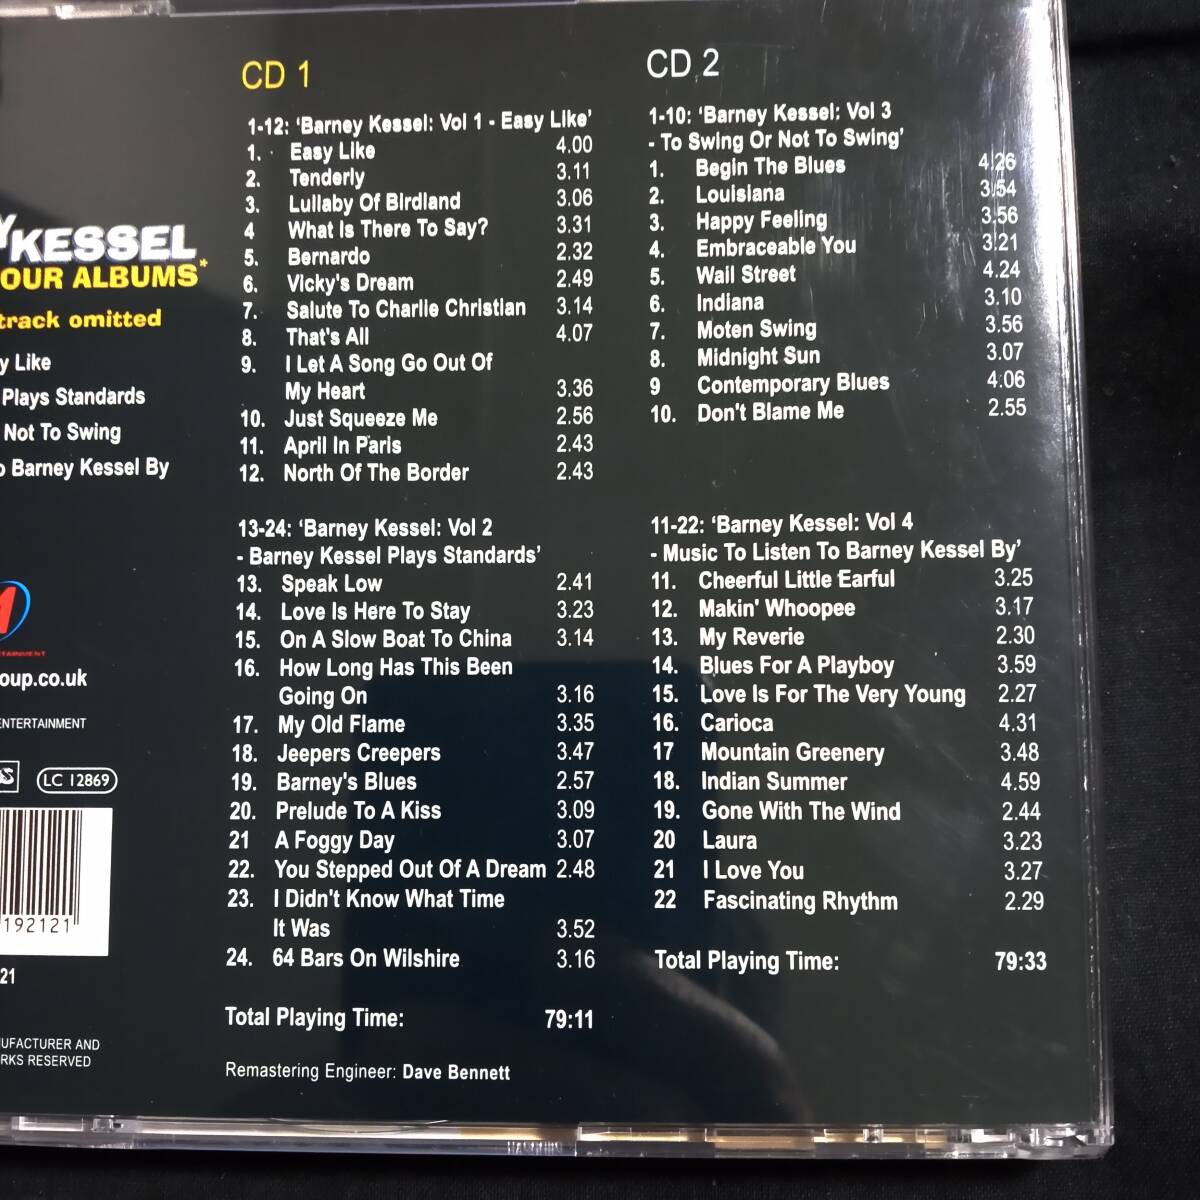 YKESSEL
OUR ALBUMS*
track omitted
y Like
Plays Standards
Not To Swing
o Barney Kessel By
oup.co.uk
ENTERTAINMENT
LC 12869
192121
21
NUFACTURER AND
RKS RESERVED
CD 1
1-12: ‘Barney Kessel: Vol 1 - Easy Like’
1. Easy Like 4.00
2. Tenderly 3.11
3. Lullaby Of Birdland 3.06
4 What Is There To Say? 3.31
5. Bernardo 2.32
6. Vicky's Dream 2.49
7. Salute To Charlie Christian 3.14
8. That's All 4.07
9. I Let A Song Go Out Of
My Heart 3.36
10. Just Squeeze Me 2.56
11. April In Paris 2.43
12. North Of The Border 2.43
13-24: ‘Barney Kessel: Vol 2
- Barney Kessel Plays Standards’
13. Speak Low 2.41
14. Love Is Here To Stay 3.23
15. On A Slow Boat To China 3.14
16. How Long Has This Been
Going On 3.16
17. My Old Flame 3.35
18. Jeepers Creepers 3.47
19. Barney's Blues 2.57
20. Prelude To A Kiss 3.09
21 A Foggy Day 3.07
22. You Stepped Out Of A Dream 2.48
23. I Didn't Know What Time
It Was 3.52
24. 64 Bars On Wilshire 3.16
Total Playing Time: 79:11
Remastering Engineer: Dave Bennett
CD 2
1-10: ‘Barney Kessel: Vol 3
- To Swing Or Not To Swing’
1. Begin The Blues 4.26
2. Louisiana 3.54
3. Happy Feeling 3.56
4. Embraceable You 3.21
5. Wall Street 4.24
6. Indiana 3.10
7. Moten Swing 3.56
8. Midnight Sun 3.07
9 Contemporary Blues 4:06
10. Don't Blame Me 2.55
11-22: ‘Barney Kessel: Vol 4
- Music To Listen To Barney Kessel By’
11. Cheerful Little Earful 3.25
12. Makin' Whoopee 3.17
13. My Reverie 2.30
14. Blues For A Playboy 3.59
15. Love Is For The Very Young 2.27
16. Carioca 4.31
17 Mountain Greenery 3.48
18. Indian Summer 4.59
19. Gone With The Wind 2.44
20 Laura 3.23
21 I Love You 3.27
22 Fascinating Rhythm 2.29
Total Playing Time: 79:33